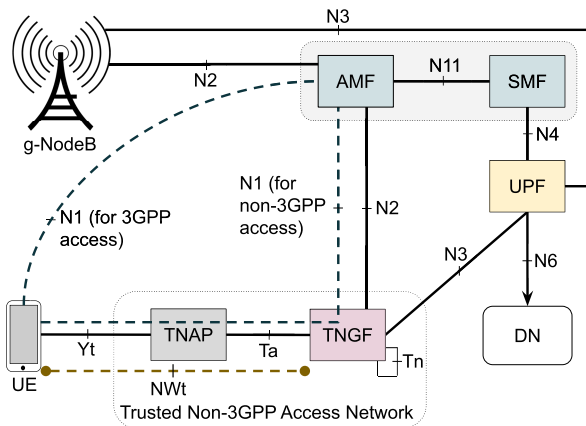 N3
N2
AMF
N11
SMF
g-NodeB
N4
UPF
N1 (for 3GPP
access)
N1 (for
non-3GPP
access)
N2
N3
N6
TNAP
TNGF
DN
Yt
Ta
Tn
UE
NWt
Trusted Non-3GPP Access Network